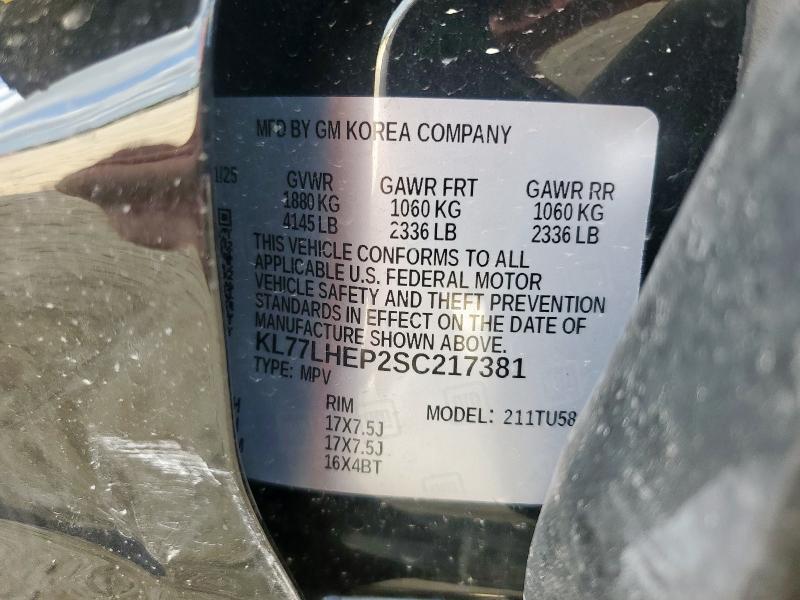 MFD BY GM KOREA COMPANY
1/25 GVWR GAWR FRT GAWR RR
1880 KG 1060 KG 1060 KG
4145 LB 2336 LB 2336 LB
THIS VEHICLE CONFORMS TO ALL
APPLICABLE U.S. FEDERAL MOTOR
VEHICLE SAFETY AND THEFT PREVENTION
STANDARDS IN EFFECT ON THE DATE OF
MANUFACTURE SHOWN ABOVE.
KL77LHEP2SC217381
TYPE: MPV
RIM MODEL: 211TU58
17X7.5J
17X7.5J
16X4BT